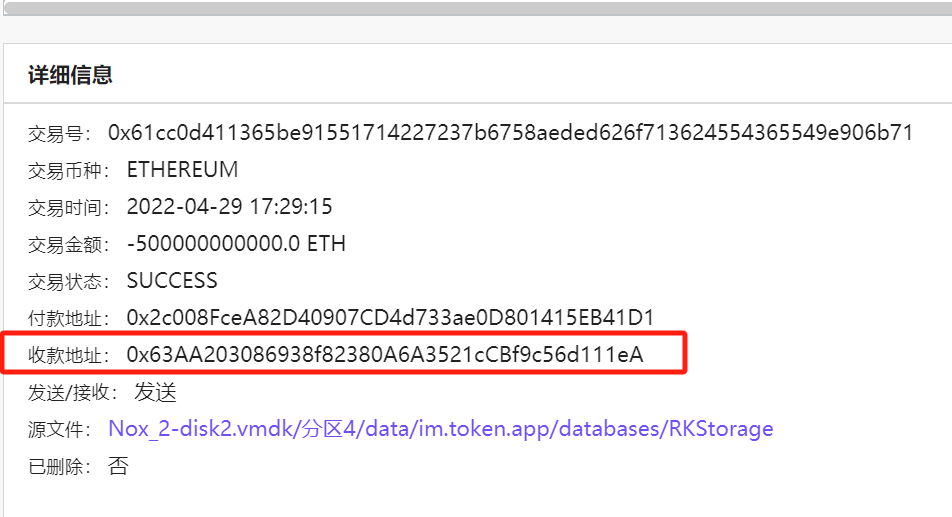 详细信息
交易号: 0x61cc0d411365be91551714227237b6758aeded626f713624554365549e906b71
交易币种: ETHEREUM
交易时间: 2022-04-29 17:29:15
交易金额: -500000000000.0 ETH
交易状态: SUCCESS
付款地址: 0x2c008FceA82D40907CD4d733ae0D801415EB41D1
收款地址: 0x63AA203086938f82380A6A3521cCBf9c56d111eA
发送/接收: 发送
源文件: Nox_2-disk2.vmdk/分区4/data/im.token.app/databases/RKStorage
已删除: 否